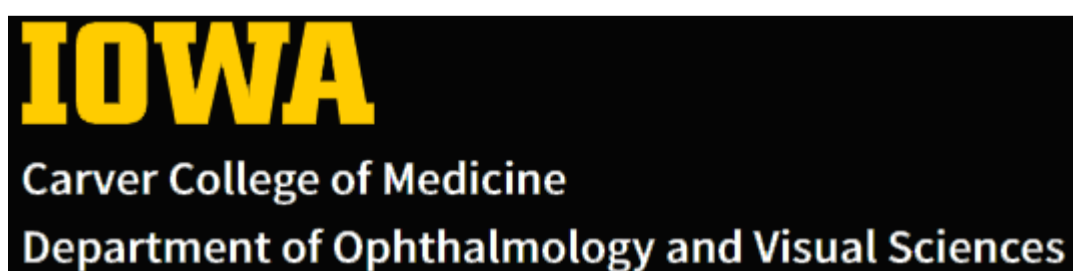 IOWA
Carver College of Medicine
Department of Ophthalmology and Visual Sciences